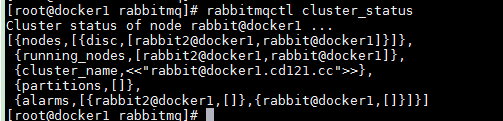 [root@docker1 rabbitmq]# rabbitmqctl cluster_status
Cluster status of node rabbit@docker1 ...
[{nodes,[{disc,[rabbit2@docker1,rabbit@docker1]}]},
{running_nodes,[rabbit2@docker1,rabbit@docker1]},
{cluster_name,<<"rabbit@docker1.cd121.cc">>},
{partitions,[]},
{alarms,[{rabbit2@docker1,[]},{rabbit@docker1,[]}]}]
[root@docker1 rabbitmq]#